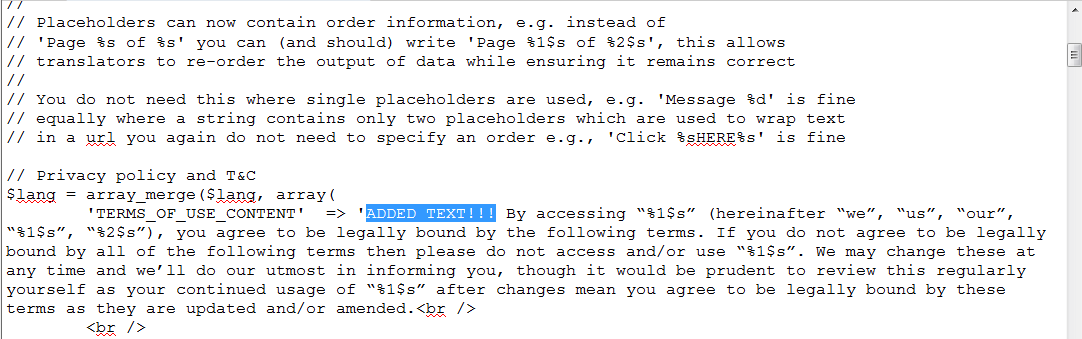 //
// Placeholders can now contain order information, e.g. instead of
// 'Page %s of %s' you can (and should) write 'Page %1$s of %2$s', this allows
// translators to re-order the output of data while ensuring it remains correct
//
// You do not need this where single placeholders are used, e.g. 'Message %d' is fine
// equally where a string contains only two placeholders which are used to wrap text
// in a url you again do not need to specify an order e.g., 'Click %sHERE%s' is fine
// Privacy policy and T&C
$lang = array_merge($lang, array(
'TERMS_OF_USE_CONTENT' => 'ADDED TEXT!!! By accessing “%1$s” (hereinafter “we”, “us”, “our”,
“%1$s”, “%2$s”), you agree to be legally bound by the following terms. If you do not agree to be legally
bound by all of the following terms then please do not access and/or use “%1$s”. We may change these at
any time and we’ll do our utmost in informing you, though it would be prudent to review this regularly
yourself as your continued usage of “%1$s” after changes mean you agree to be legally bound by these
terms as they are updated and/or amended.<br />
<br />